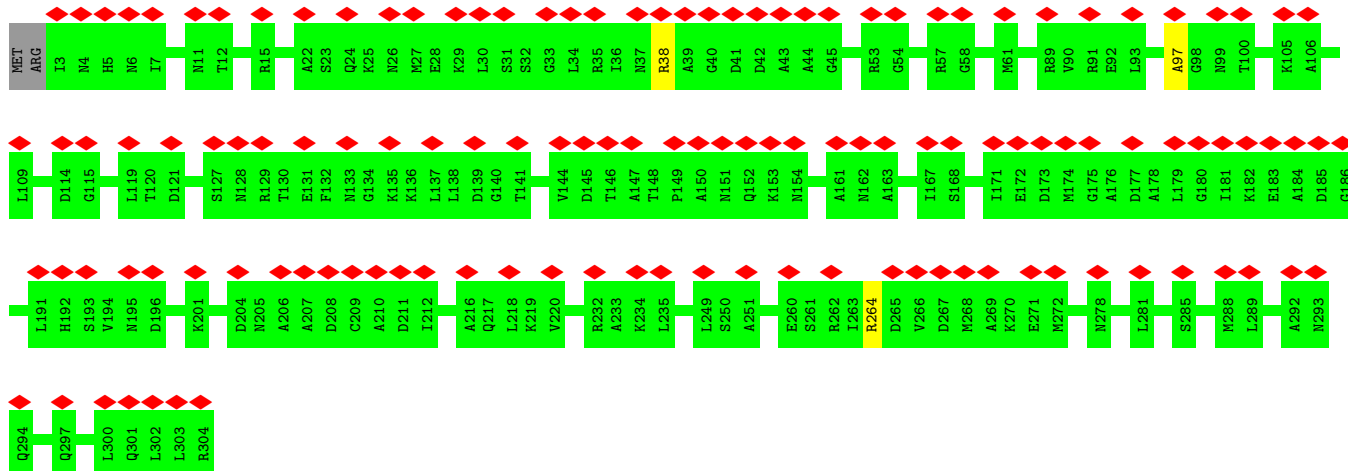 MET ARG I3 N4 H5 N6 I7 N11 T12 R15 A22 S23 Q24 K25 N26 M27 E28 K29 L30 S31 S32 G33 L34 R35 I36 N37 R38 A39 G40 D41 D42 A43 A44 G45 R53 G54 R57 G58 M61 R89 V90 R91 E92 L93 A97 G98 N99 T100 K105 A106
L109 D114 G115 L119 T120 D121 S127 N128 R129 T130 E131 F132 N133 G134 K135 K136 L137 L138 D139 G140 T141 V144 D145 T146 A147 T148 P149 A150 N151 Q152 K153 N154 A161 N162 A163 I167 S168 I171 E172 D173 M174 G175 A176 D177 A178 L179 G180 I181 K182 E183 A184 D185 G186
L191 H192 S193 V194 N195 D196 K201 D204 N205 A206 A207 D208 C209 A210 D211 I212 A216 Q217 L218 K219 V220 R232 A233 K234 L235 L249 S250 A251 E260 S261 R262 I263 R264 D265 V266 D267 M268 A269 K270 E271 M272 N278 L281 S285 M288 L289 A292 N293
Q294 Q297 L300 Q301 L302 L303 R304